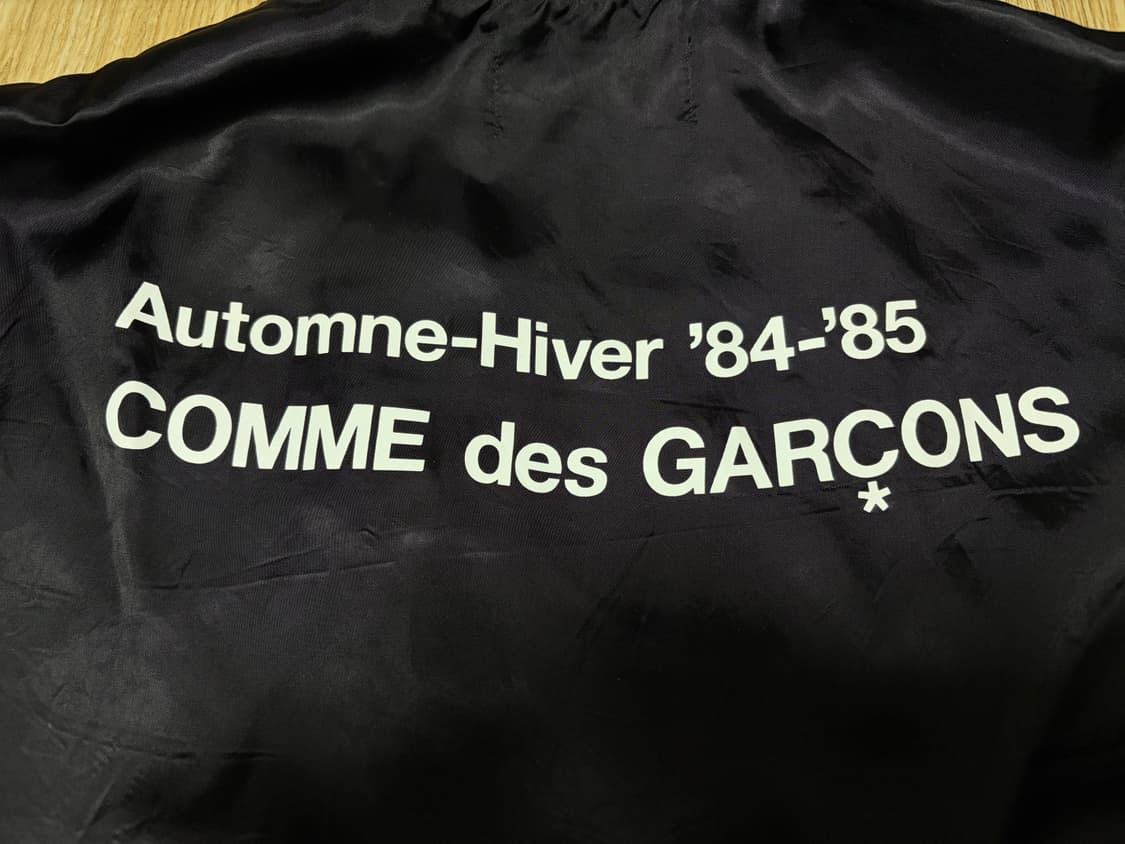 Automne-Hiver ’84-’85
COMME des GARÇONS
*